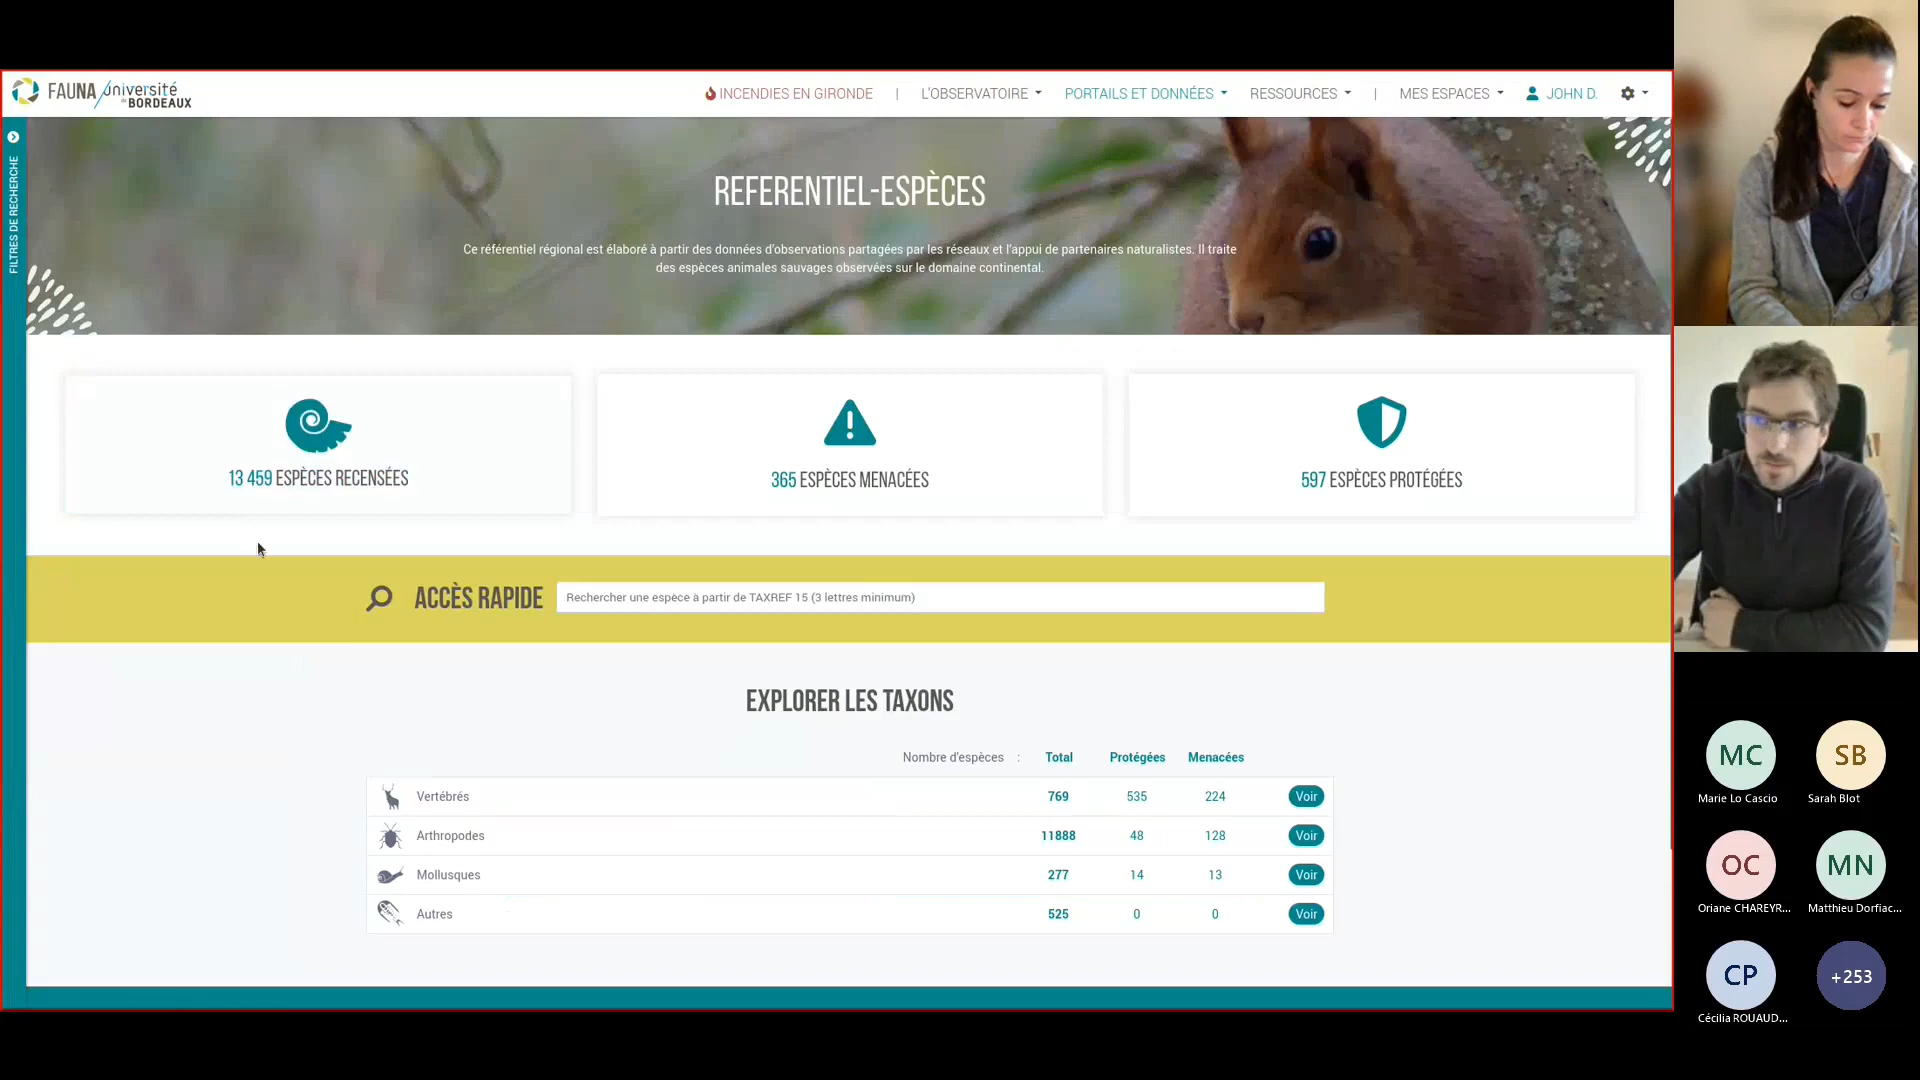 FAUNA université de BORDEAUX
INCENDIES EN GIRONDE | L'OBSERVATOIRE PORTAILS ET DONNÉES RESSOURCES | MES ESPACES JOHN D.
FILTRES DE RECHERCHE
REFERENTIEL-ESPÈCES
Ce référentiel régional est élaboré à partir des données d'observations partagées par les réseaux et l'appui de partenaires naturalistes. Il traite
des espèces animales sauvages observées sur le domaine continental.
13 459 ESPÈCES RECENSÉES
365 ESPÈCES MENACÉES
597 ESPÈCES PROTÉGÉES
ACCÈS RAPIDE
Rechercher une espèce à partir de TAXREF 15 (3 lettres minimum)
EXPLORER LES TAXONS
Nombre d'espèces : Total Protégées Menacées
Vertébrés 769 535 224 Voir
Arthropodes 11888 48 128 Voir
Mollusques 277 14 13 Voir
Autres 525 0 0 Voir
MC SB
Marie Lo Cascio Sarah Blot
OC MN
Oriane CHAREYR... Matthieu Dorfiac...
CP +253
Cécilia ROUAUD...